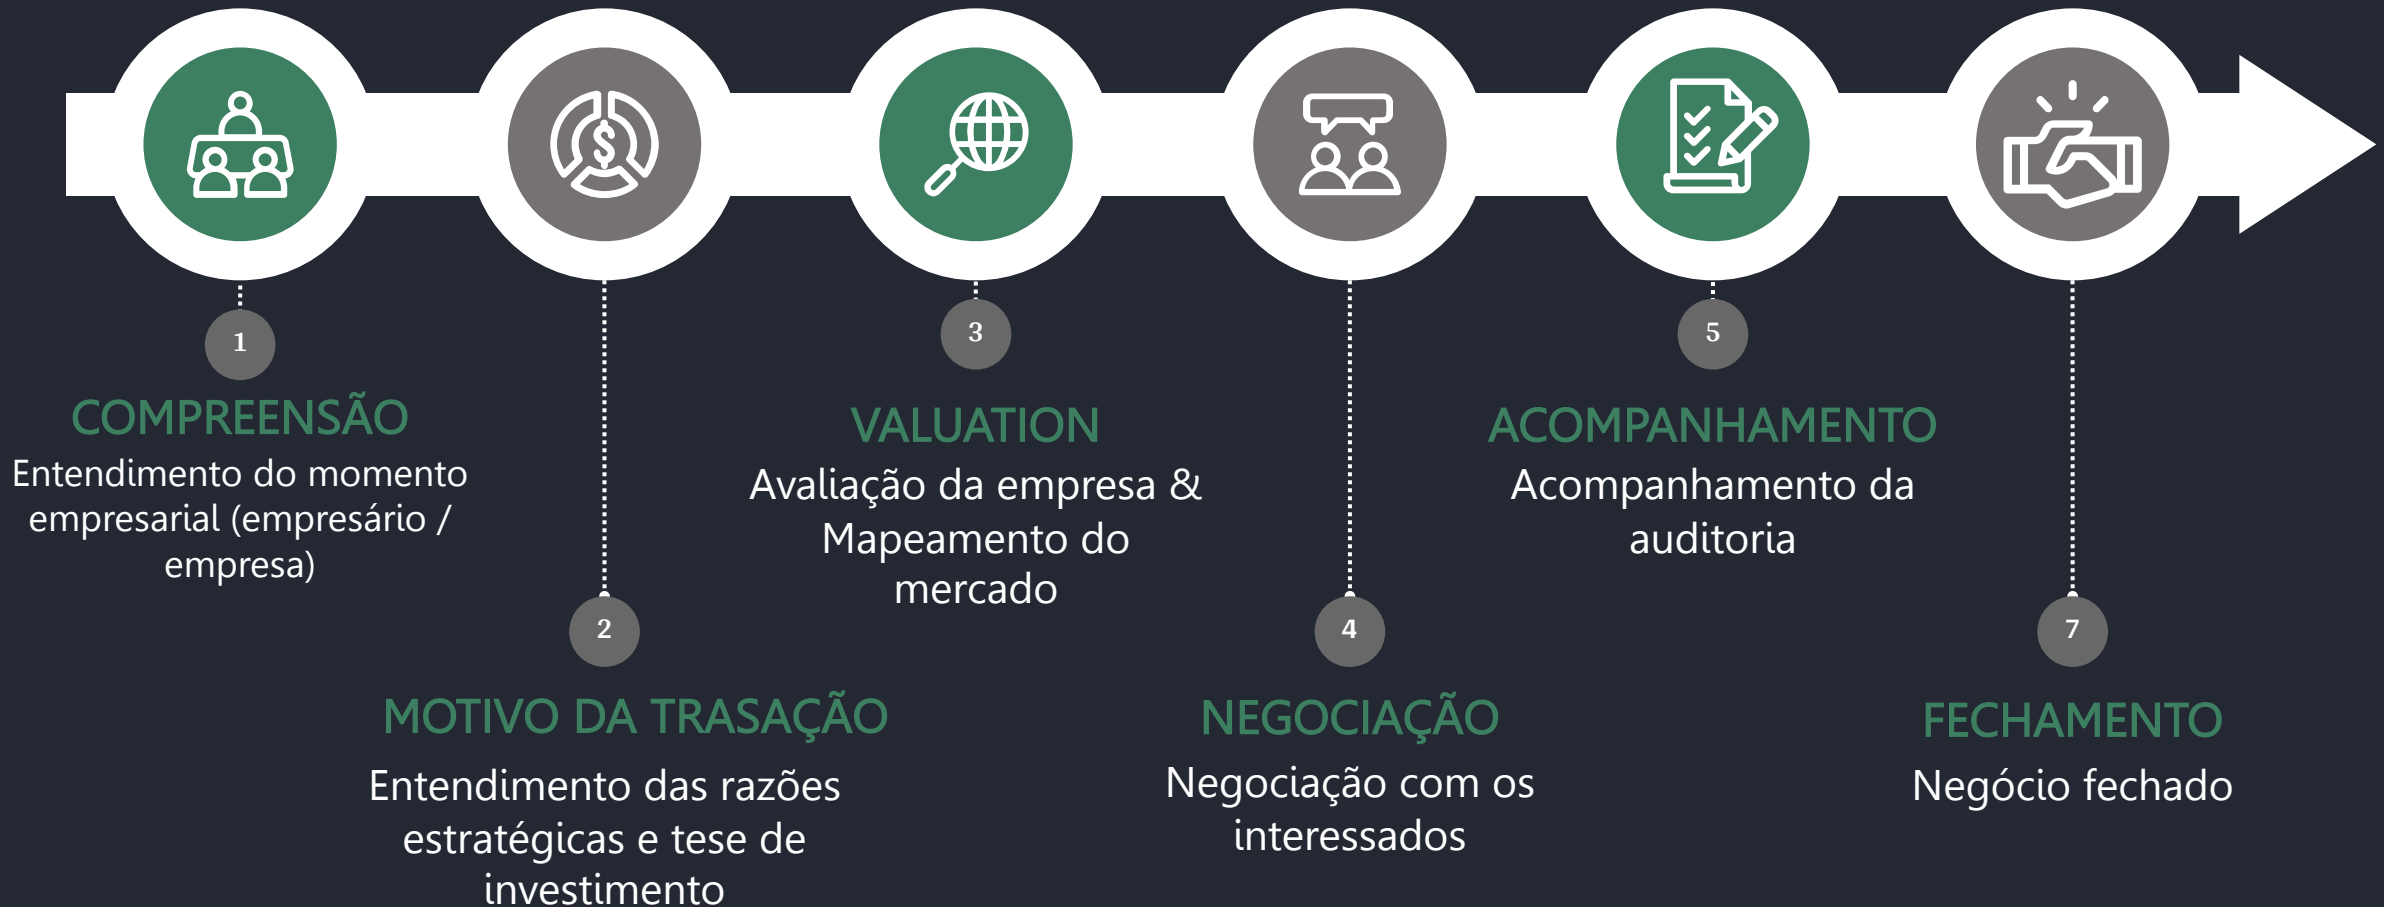 1
COMPREENSÃO
Entendimento do momento
empresarial (empresário /
empresa)
2
MOTIVO DA TRASAÇÃO
Entendimento das razões
estratégicas e tese de
investimento
3
VALUATION
Avaliação da empresa &
Mapeamento do
mercado
4
NEGOCIAÇÃO
Negociação com os
interessados
5
ACOMPANHAMENTO
Acompanhamento da
auditoria
7
FECHAMENTO
Negócio fechado